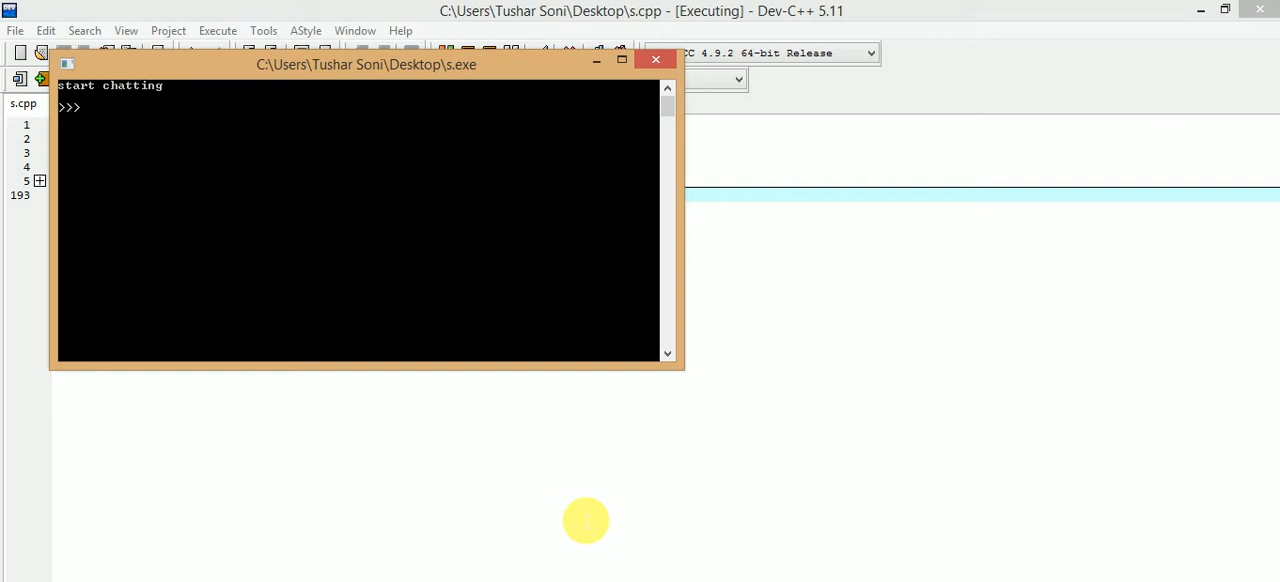 C:\Users\Tushar Soni\Desktop\s.cpp - [Executing] - Dev-C++ 5.11
File Edit Search View Project Execute Tools AStyle Window Help
4.9.2 64-bit Release
C:\Users\Tushar Soni\Desktop\s.exe
start chatting
>>>
s.cpp
1
2
3
4
5
193